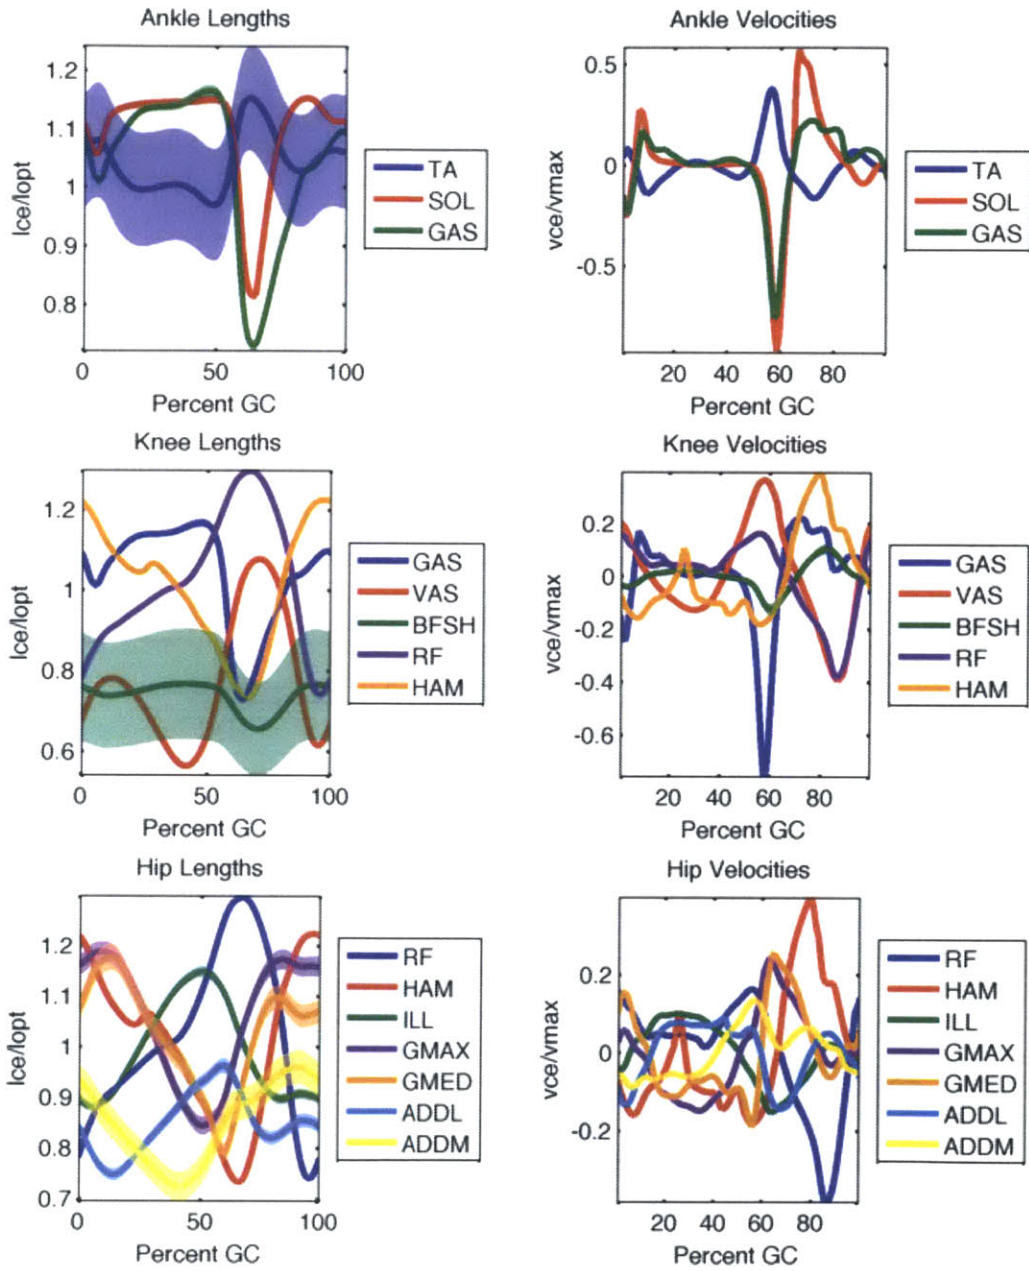 Ankle Lengths
lce/lopt
1.2
1.1
1
0.9
0.8
0
50
100
Percent GC
TA
SOL
GAS
Ankle Velocities
vce/vmax
0.5
0
-0.5
20
40
60
80
Percent GC
TA
SOL
GAS
Knee Lengths
lce/lopt
1.2
1
0.8
0.6
0
50
100
Percent GC
GAS
VAS
BFSH
RF
HAM
Knee Velocities
vce/vmax
0.2
0
-0.2
-0.4
-0.6
20
40
60
80
Percent GC
GAS
VAS
BFSH
RF
HAM
Hip Lengths
lce/lopt
1.2
1.1
1
0.9
0.8
0.7
0
50
100
Percent GC
RF
HAM
ILL
GMAX
GMED
ADDL
ADDM
Hip Velocities
vce/vmax
0.2
0
-0.2
20
40
60
80
Percent GC
RF
HAM
ILL
GMAX
GMED
ADDL
ADDM